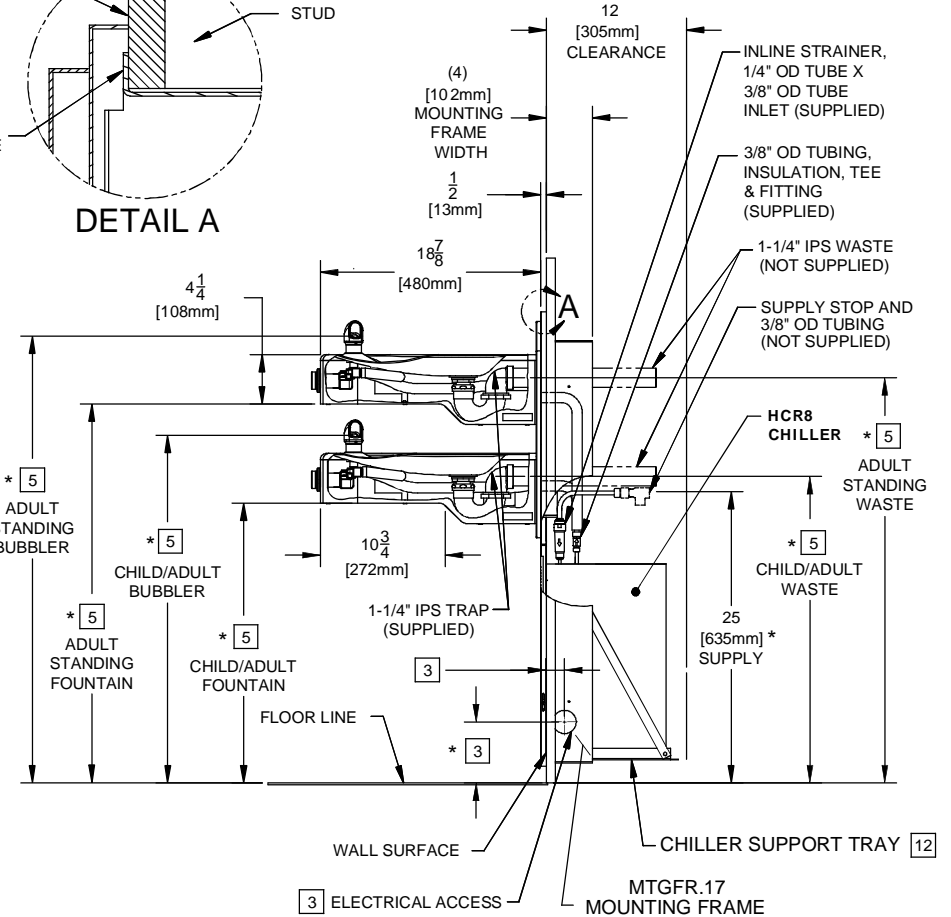 STUD
E
DETAIL A
12
[305mm]
CLEARANCE
(4)
[102mm]
MOUNTING
FRAME
WIDTH
1/2
[13mm]
18 7/8
[480mm]
4 1/4
[108mm]
A
INLINE STRAINER,
1/4" OD TUBE X
3/8" OD TUBE
INLET (SUPPLIED)
3/8" OD TUBING,
INSULATION, TEE
& FITTING
(SUPPLIED)
1-1/4" IPS WASTE
(NOT SUPPLIED)
SUPPLY STOP AND
3/8" OD TUBING
(NOT SUPPLIED)
HCR8
CHILLER
* 5
ADULT
STANDING
WASTE
* 5
CHILD/ADULT
WASTE
25
[635mm] *
SUPPLY
* 5
ADULT
STANDING
BUBBLER
* 5
CHILD/ADULT
BUBBLER
* 5
ADULT
STANDING
FOUNTAIN
* 5
CHILD/ADULT
FOUNTAIN
10 3/4
[272mm]
1-1/4" IPS TRAP
(SUPPLIED)
3
FLOOR LINE
* 3
WALL SURFACE
CHILLER SUPPORT TRAY 12
3 ELECTRICAL ACCESS
MTGFR.17
MOUNTING FRAME